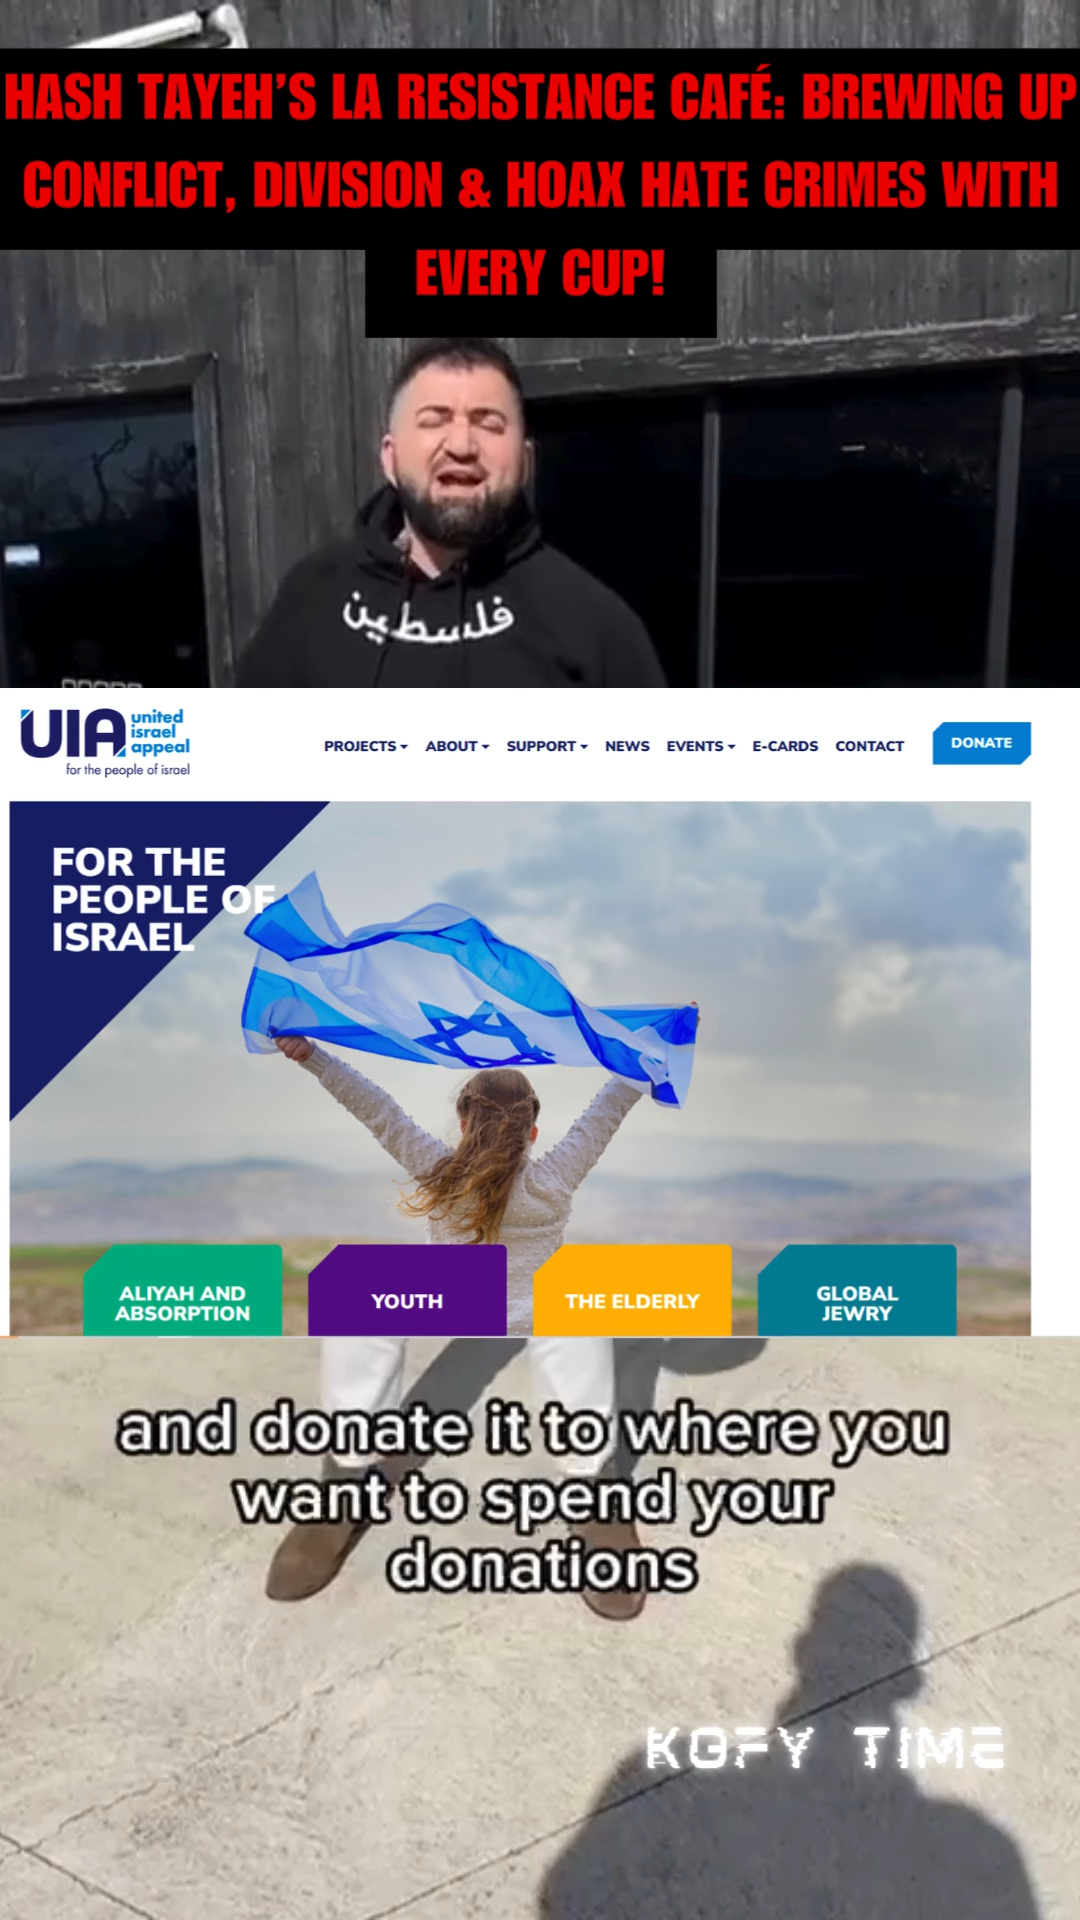 HASH TAYEH'S LA RESISTANCE CAFÉ: BREWING UP
CONFLICT, DIVISION & HOAX HATE CRIMES WITH
EVERY CUP!
فلسطين
UIA united
israel
appeal
for the people of israel
PROJECTS ABOUT SUPPORT NEWS EVENTS E-CARDS CONTACT DONATE
FOR THE
PEOPLE OF
ISRAEL
ALIYAH AND
ABSORPTION
YOUTH
THE ELDERLY
GLOBAL
JEWRY
and donate it to where you
want to spend your
donations
KOFY TIME